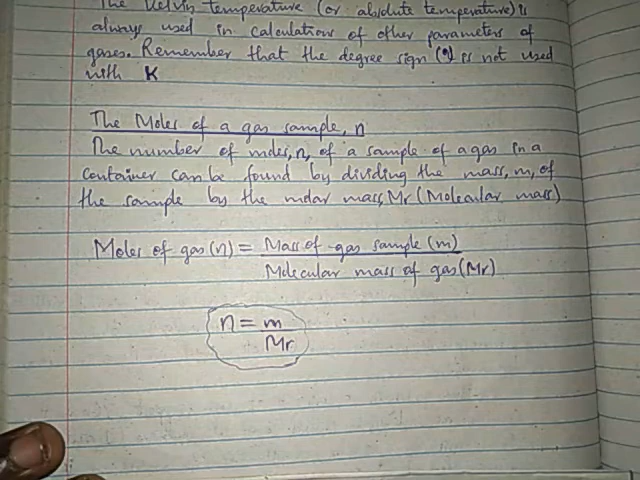 The Kelvin temperature (or absolute temperature) is
always used in calculations of other parameters of
gases. Remember that the degree sign (°) is not used
with K
The Moles of a gas sample, n
The number of moles, n, of a sample of a gas in a
container can be found by dividing the mass, m, of
the sample by the molar mass, Mr (Molecular mass)
Moles of gas (n) = Mass of gas sample (m)
Molecular mass of gas (Mr)
n = m
Mr